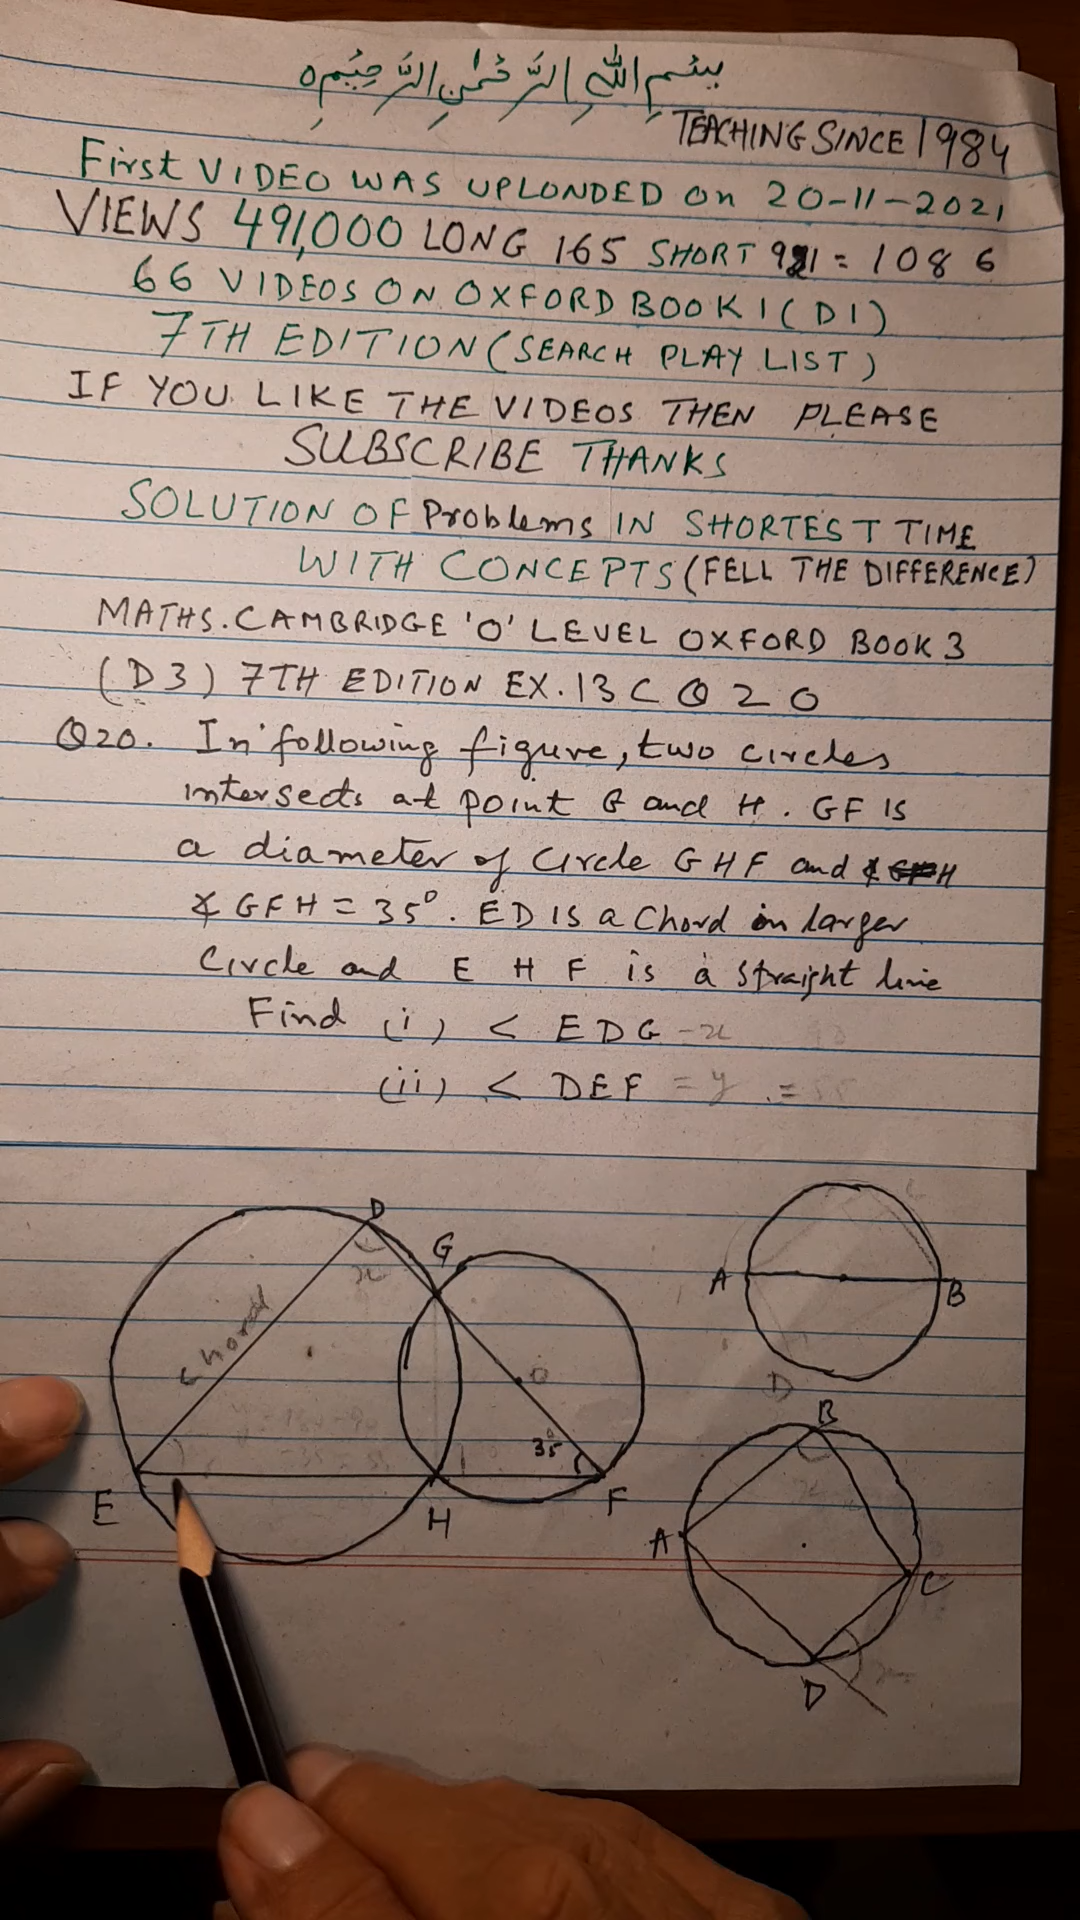 بِسْمِ اللهِ الرَّحْمٰنِ الرَّحِيْمِ ٥
TEACHING SINCE 1984
First VIDEO WAS UPLONDED On 20-11-2021
VIEWS 491,000 LONG 165 SHORT 921 = 1086
66 VIDEOS ON OXFORD BOOK 1 (D1)
7TH EDITION (SEARCH PLAY LIST)
IF YOU LIKE THE VIDEOS THEN PLEASE
SUBSCRIBE THANKS
SOLUTION OF Problems IN SHORTEST TIME
WITH CONCEPTS (FELL THE DIFFERENCE)
MATHS. CAMBRIDGE 'O' LEVEL OXFORD BOOK 3
(D3) 7TH EDITION EX. 13C Q20
Q20. In following figure, two circles
intersects at point G and H. GF is
a diameter of circle GHF and
∢ GFH = 35°. ED is a chord in larger
Circle and E H F is a straight line
Find (i) < EDG - x
(ii) < DEF = y =
D
G
x
chord
O
35°
E
H
F
A
B
D
B
A
C
D